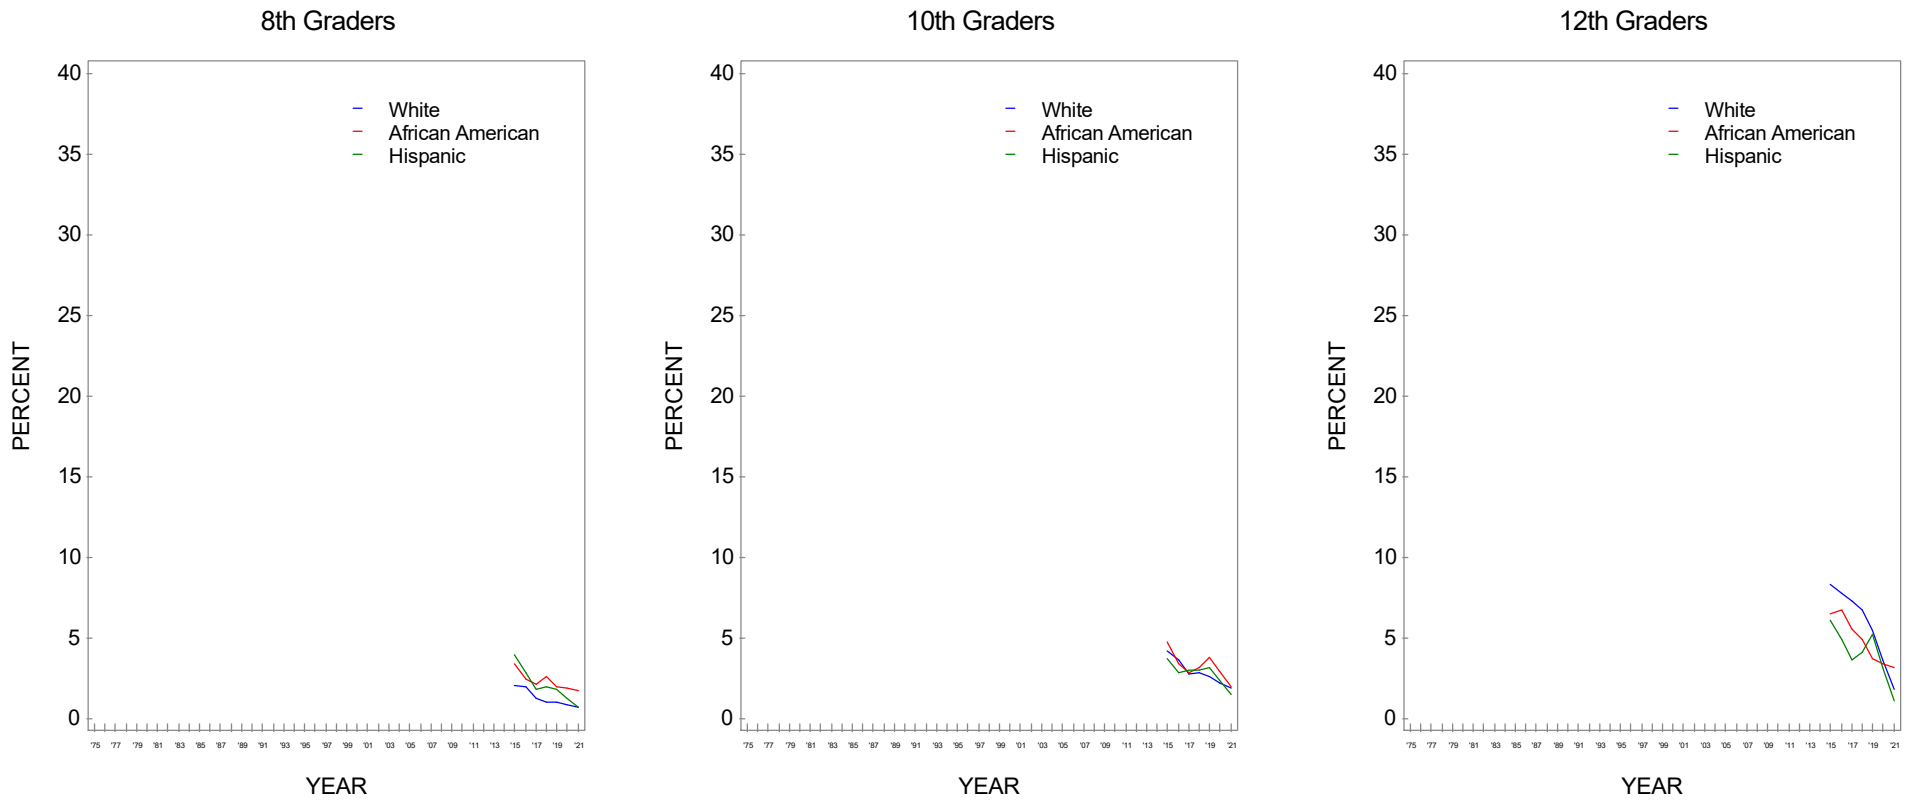 8th Graders
40
35
30
25
20
15
10
5
0
PERCENT
White
African American
Hispanic
'75 '77 '79 '81 '83 '85 '87 '89 '91 '93 '95 '97 '99 '01 '03 '05 '07 '09 '11 '13 '15 '17 '19 '21
YEAR
10th Graders
40
35
30
25
20
15
10
5
0
PERCENT
White
African American
Hispanic
'75 '77 '79 '81 '83 '85 '87 '89 '91 '93 '95 '97 '99 '01 '03 '05 '07 '09 '11 '13 '15 '17 '19 '21
YEAR
12th Graders
40
35
30
25
20
15
10
5
0
PERCENT
White
African American
Hispanic
'75 '77 '79 '81 '83 '85 '87 '89 '91 '93 '95 '97 '99 '01 '03 '05 '07 '09 '11 '13 '15 '17 '19 '21
YEAR